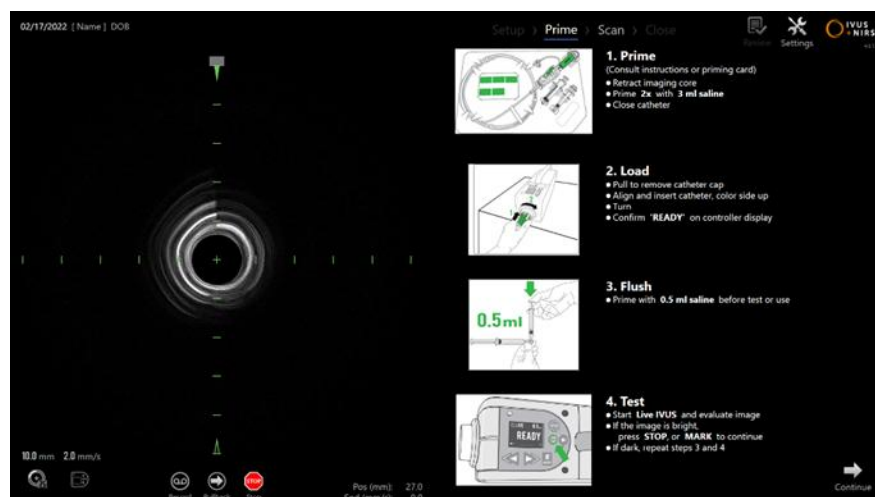 02/17/2022 [ Name ] DOB
Setup > Prime > Scan > Close
Review
Settings
IVUS
+NIRS
1. Prime
(Consult instructions or priming card)
• Retract imaging core
• Prime 2x with 3 ml saline
• Close catheter
2. Load
• Pull to remove catheter cap
• Align and insert catheter, color side up
• Turn
• Confirm "READY" on controller display
3. Flush
• Prime with 0.5 ml saline before test or use
0.5ml
4. Test
• Start Live IVUS and evaluate image
• If the image is bright,
press STOP, or MARK to continue
• If dark, repeat steps 3 and 4
READY
10.0 mm 2.0 mm/s
STOP
Record
Pullback
Stop
Pos (mm): 27.0
Continue